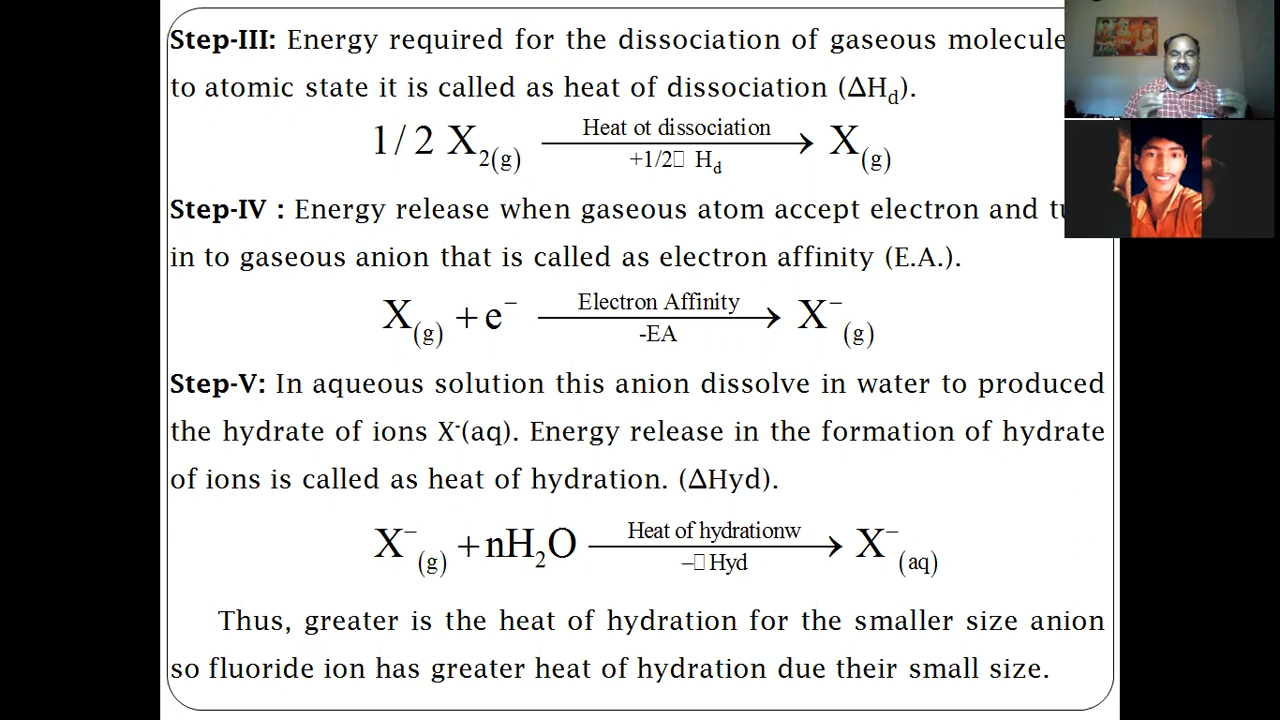 Step-III: Energy required for the dissociation of gaseous molecule
to atomic state it is called as heat of dissociation (ΔHd).
1/2 X2(g) Heat ot dissociation +1/2□ Hd → X(g)
Step-IV : Energy release when gaseous atom accept electron and
in to gaseous anion that is called as electron affinity (E.A.).
X(g) + e⁻ Electron Affinity -EA → X⁻(g)
Step-V: In aqueous solution this anion dissolve in water to produced
the hydrate of ions X⁻(aq). Energy release in the formation of hydrate
of ions is called as heat of hydration. (ΔHyd).
X⁻(g) + nH₂O Heat of hydrationw −□ Hyd → X⁻(aq)
Thus, greater is the heat of hydration for the smaller size anion
so fluoride ion has greater heat of hydration due their small size.